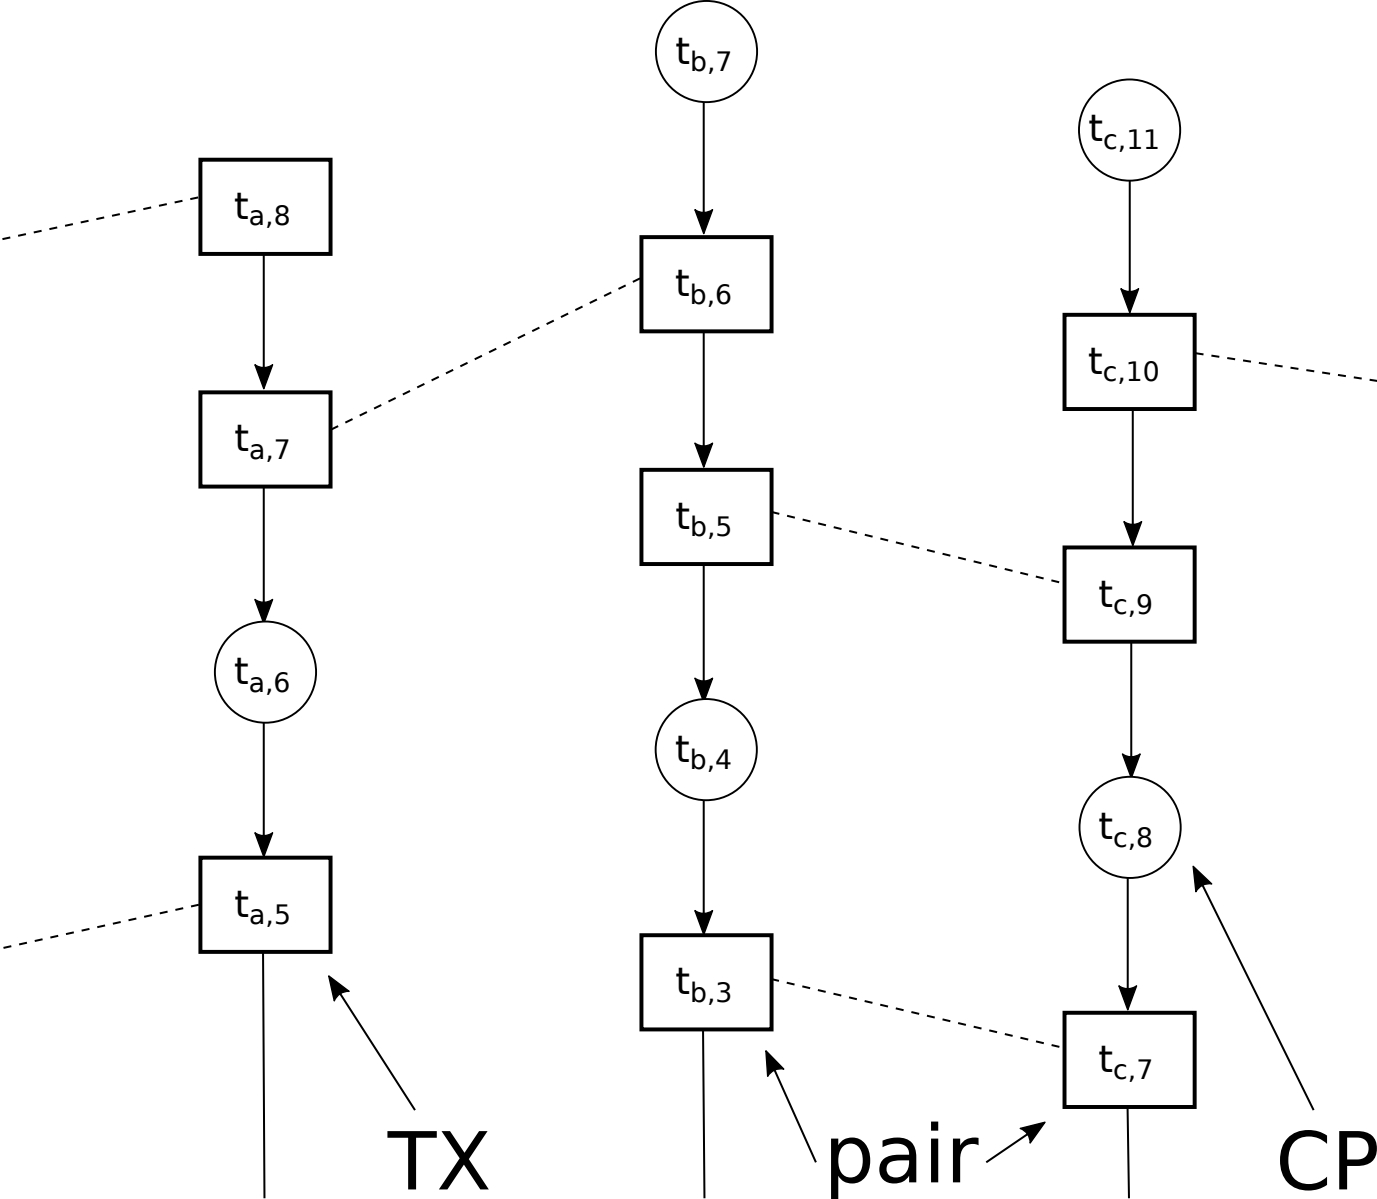 t_b,7
t_c,11
t_a,8
t_b,6
t_c,10
t_a,7
t_b,5
t_c,9
t_a,6
t_b,4
t_c,8
t_a,5
t_b,3
t_c,7
TX
pair
CP